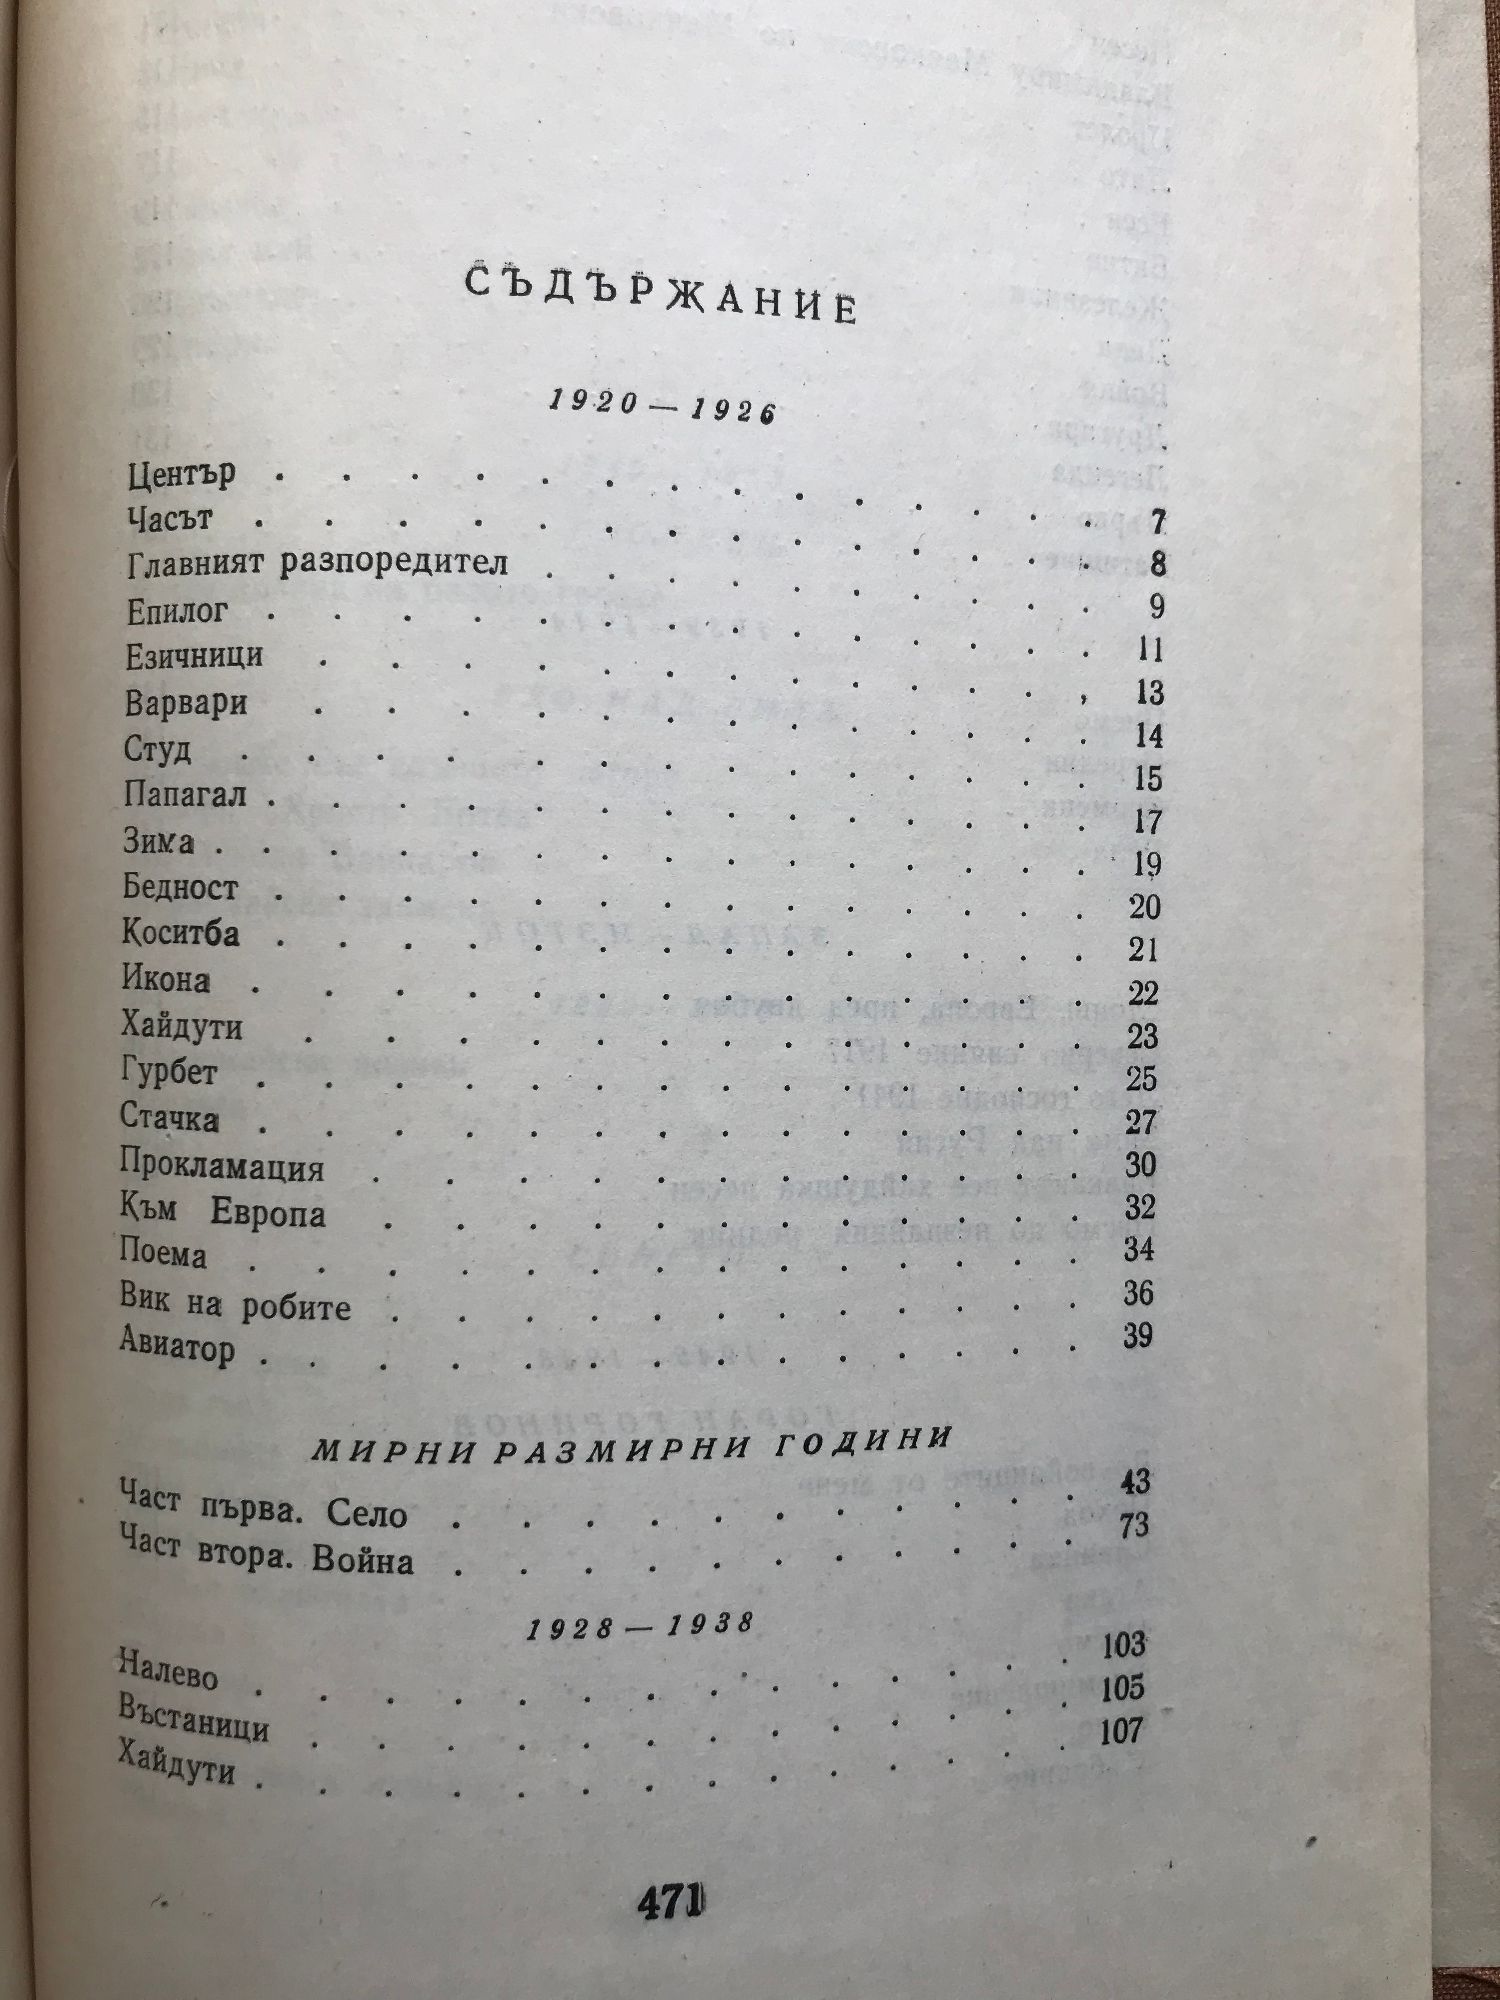 СЪДЪРЖАНИЕ
1920 — 1926
Център . . . . . . . . . . . . . 7
Часът . . . . . . . . . . . . . 8
Главният разпоредител . . . . . . . . . 9
Епилог . . . . . . . . . . . . . 11
Езичници . . . . . . . . . . . . 13
Варвари . . . . . . . . . . . . 14
Студ . . . . . . . . . . . . . 15
Папагал . . . . . . . . . . . . . 17
Зима . . . . . . . . . . . . . . 19
Бедност . . . . . . . . . . . . . 20
Коситба . . . . . . . . . . . . . 21
Икона . . . . . . . . . . . . . 22
Хайдути . . . . . . . . . . . . 23
Гурбет . . . . . . . . . . . . . 25
Стачка . . . . . . . . . . . . . 27
Прокламация . . . . . . . . . . . 30
Към Европа . . . . . . . . . . . 32
Поема . . . . . . . . . . . . . 34
Вик на робите . . . . . . . . . . . 36
Авиатор . . . . . . . . . . . . . 39
МИРНИ РАЗМИРНИ ГОДИНИ
Част първа. Село . . . . . . . . . . 43
Част втора. Война . . . . . . . . . . 73
1928 — 1938
Налево . . . . . . . . . . . . . 103
Въстаници . . . . . . . . . . . . 105
Хайдути . . . . . . . . . . . . . 107
471